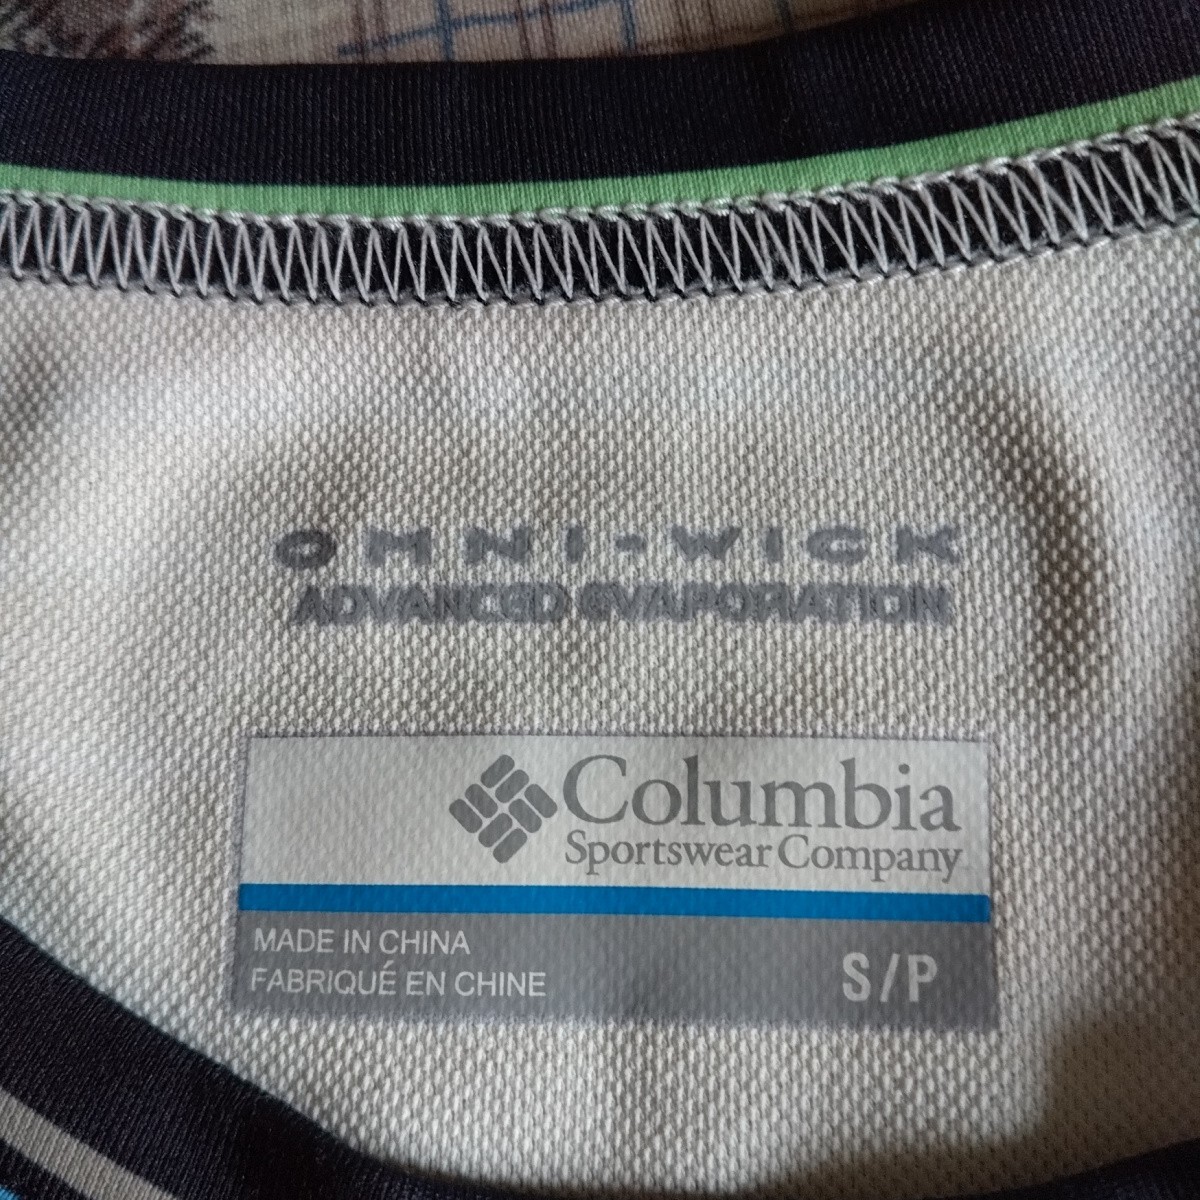 OMNI-WICK
ADVANCED EVAPORATION
Columbia
Sportswear Company
MADE IN CHINA
FABRIQUÉ EN CHINE
S/P